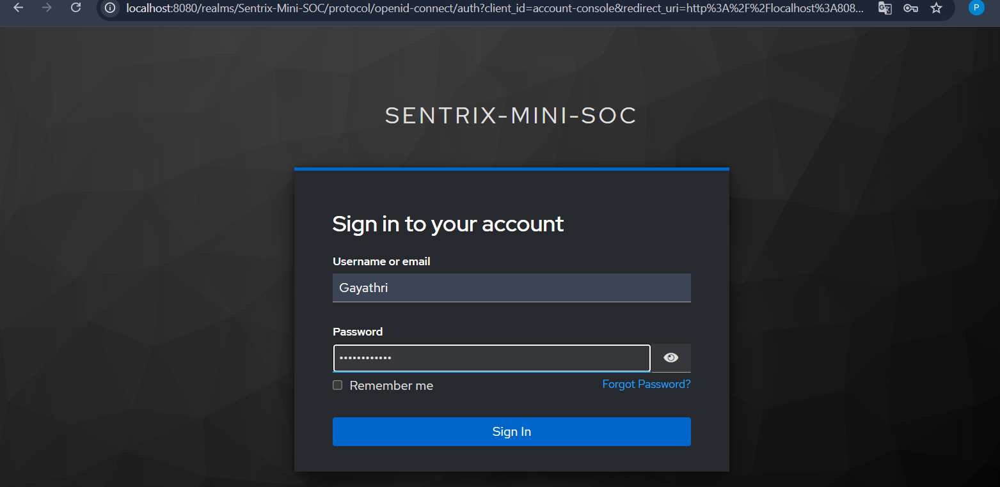 localhost:8080/realms/Sentrix-Mini-SOC/protocol/openid-connect/auth?client_id=account-console&redirect_uri=http%3A%2F%2Flocalhost%3A808...
P
SENTRIX-MINI-SOC
Sign in to your account
Username or email
Gayathri
Password
••••••••••••
Remember me
Forgot Password?
Sign In